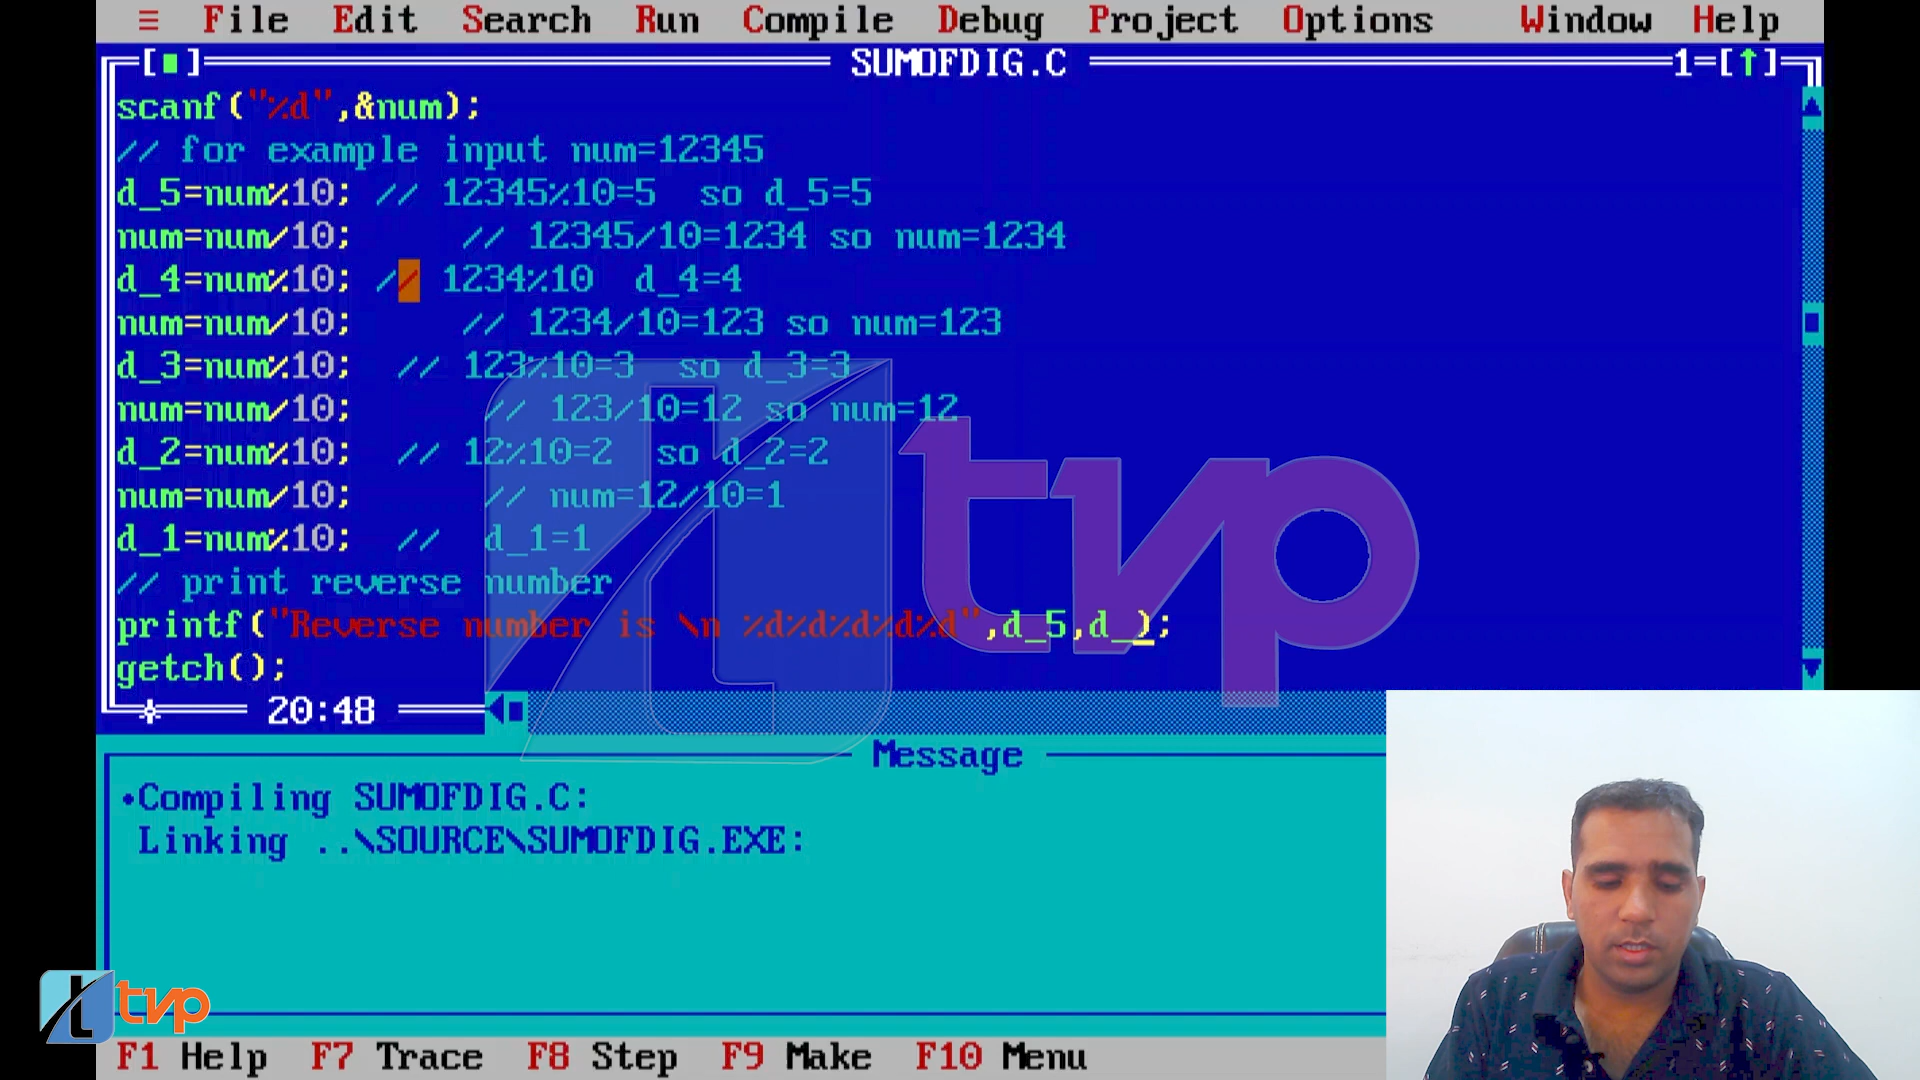 ≡ File Edit Search Run Compile Debug Project Options Window Help
[■] SUMOFDIG.C 1=[↑]
scanf("%d",&num);
// for example input num=12345
d_5=num%10; // 12345%10=5  so d_5=5
num=num/10;     // 12345/10=1234 so num=1234
d_4=num%10; // 1234%10  d_4=4
num=num/10;     // 1234/10=123 so num=123
d_3=num%10;  // 123%10=3  so d_3=3
num=num/10;      // 123/10=12 so num=12
d_2=num%10;  // 12%10=2  so d_2=2
num=num/10;      // num=12/10=1
d_1=num%10;  //  d_1=1
// print reverse number
printf("Reverse number is \n %d%d%d%d%d",d_5,d_);
getch();
20:48
tvp
Message
•Compiling SUMOFDIG.C:
Linking ..\SOURCE\SUMOFDIG.EXE:
tvp
F1 Help F7 Trace F8 Step F9 Make F10 Menu